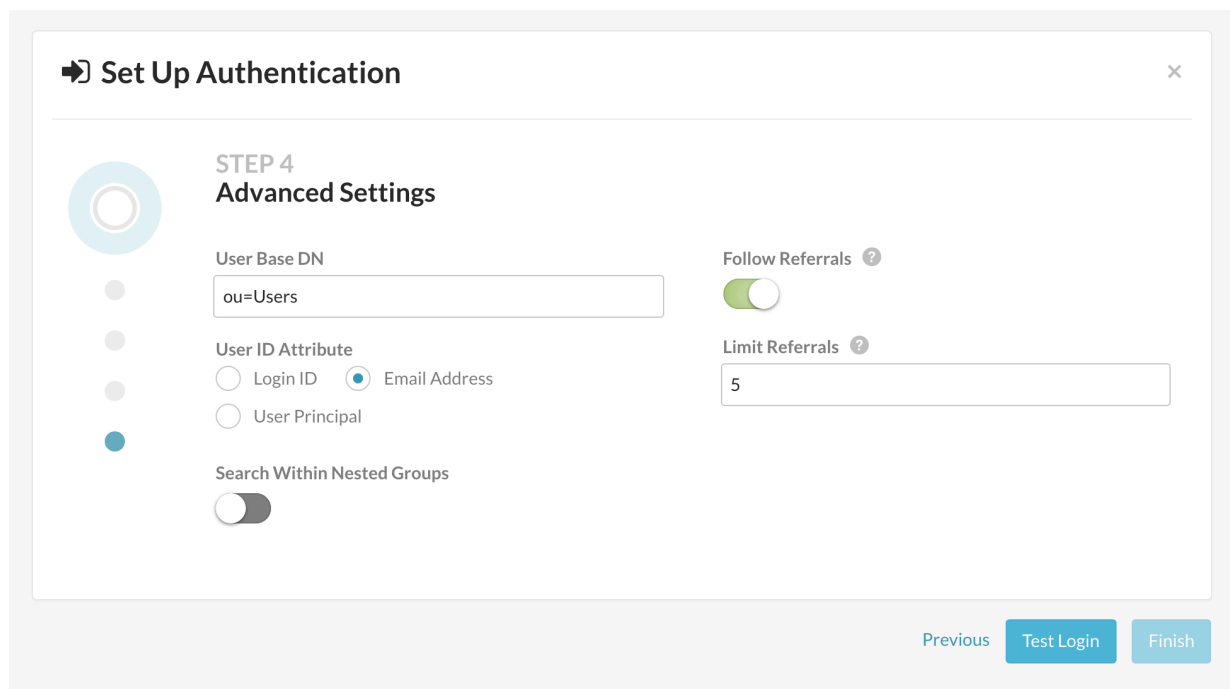 Set Up Authentication
×
STEP 4
Advanced Settings
User Base DN
ou=Users
User ID Attribute
Login ID
Email Address
User Principal
Search Within Nested Groups
Follow Referrals ?
Limit Referrals ?
5
Previous
Test Login
Finish